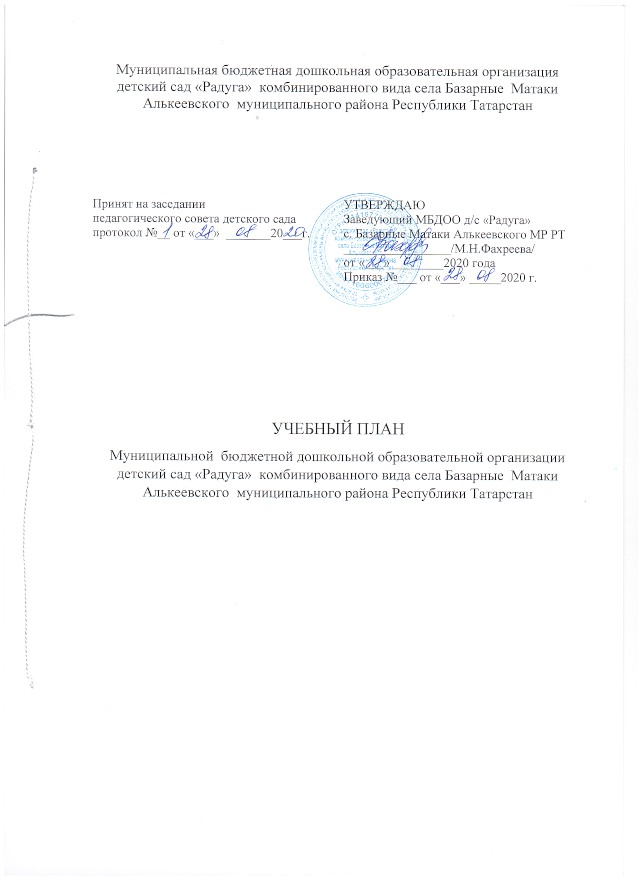 Муниципальная бюджетная дошкольная образовательная организация
детский сад «Радуга» комбинированного вида села Базарные Матаки
Алькеевского муниципального района Республики Татарстан
Принят на заседании
педагогического совета детского сада
протокол № 1 от «28» 08 2020г.
УТВЕРЖДАЮ
Заведующий МБДОО д/с «Радуга»
с. Базарные Матаки Алькеевского МР РТ
/М.Н.Фахреева/
от «28» 08 2020 года
Приказ №___ от «28» 08 2020 г.
УЧЕБНЫЙ ПЛАН
Муниципальной бюджетной дошкольной образовательной организации
детский сад «Радуга» комбинированного вида села Базарные Матаки
Алькеевского муниципального района Республики Татарстан